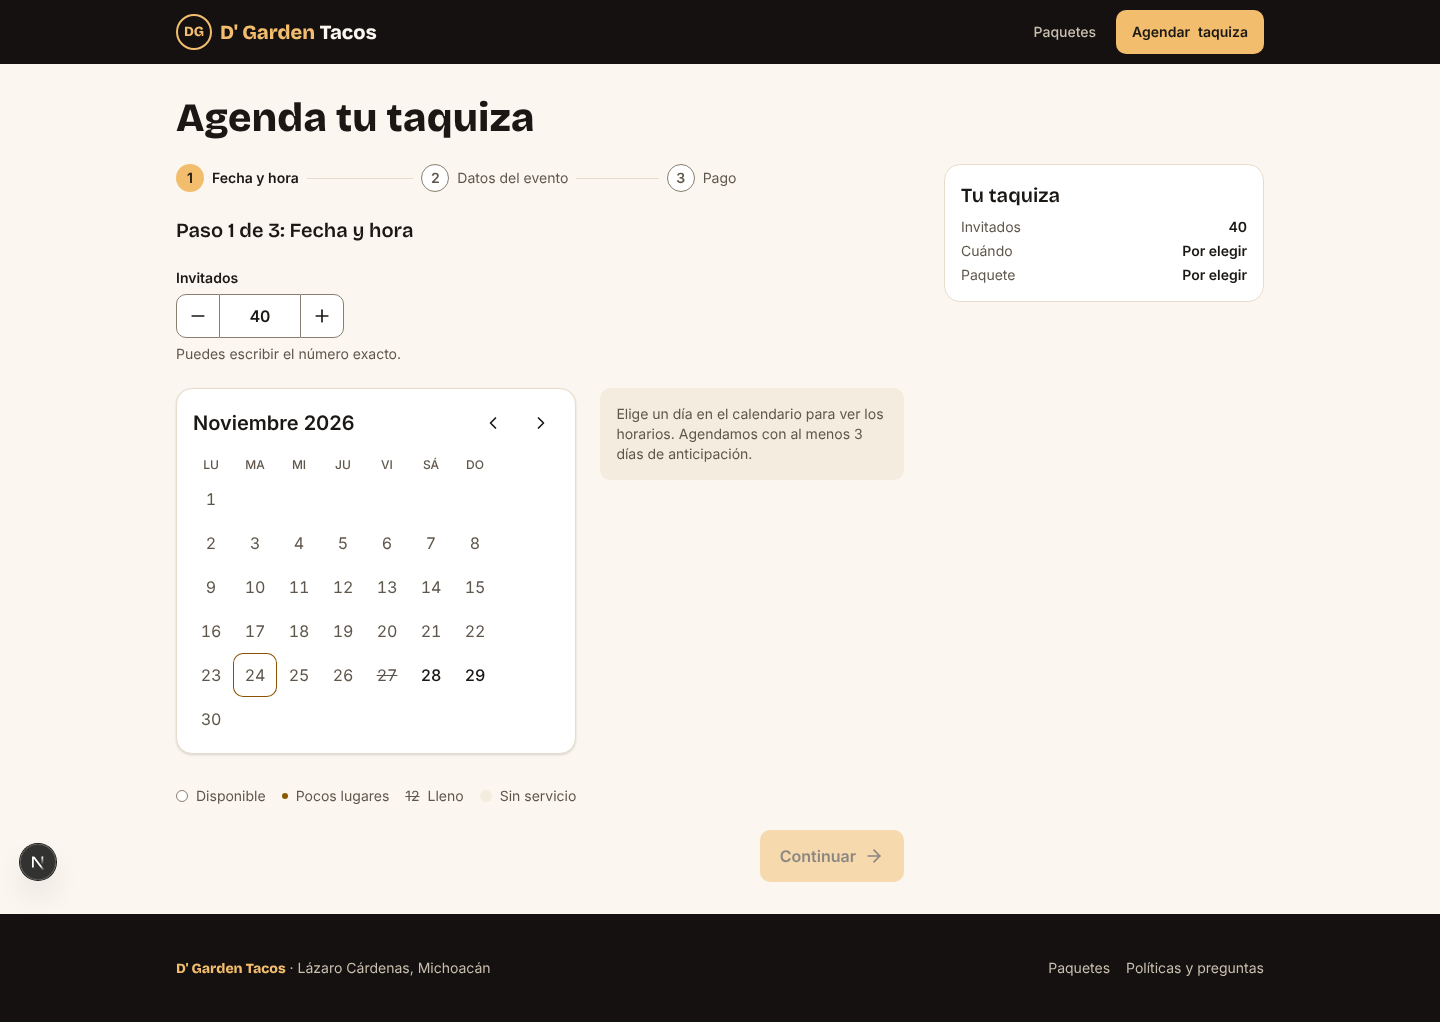 DG D' Garden Tacos
Paquetes
Agendar taquiza
Agenda tu taquiza
1 Fecha y hora
2 Datos del evento
3 Pago
Paso 1 de 3: Fecha y hora
Invitados
40
Puedes escribir el número exacto.
Noviembre 2026
LU MA MI JU VI SÁ DO
1
2 3 4 5 6 7 8
9 10 11 12 13 14 15
16 17 18 19 20 21 22
23 24 25 26 27 28 29
30
Disponible
Pocos lugares
12 Lleno
Sin servicio
Elige un día en el calendario para ver los
horarios. Agendamos con al menos 3
días de anticipación.
Continuar
Tu taquiza
Invitados 40
Cuándo Por elegir
Paquete Por elegir
N
D' Garden Tacos · Lázaro Cárdenas, Michoacán
Paquetes
Políticas y preguntas